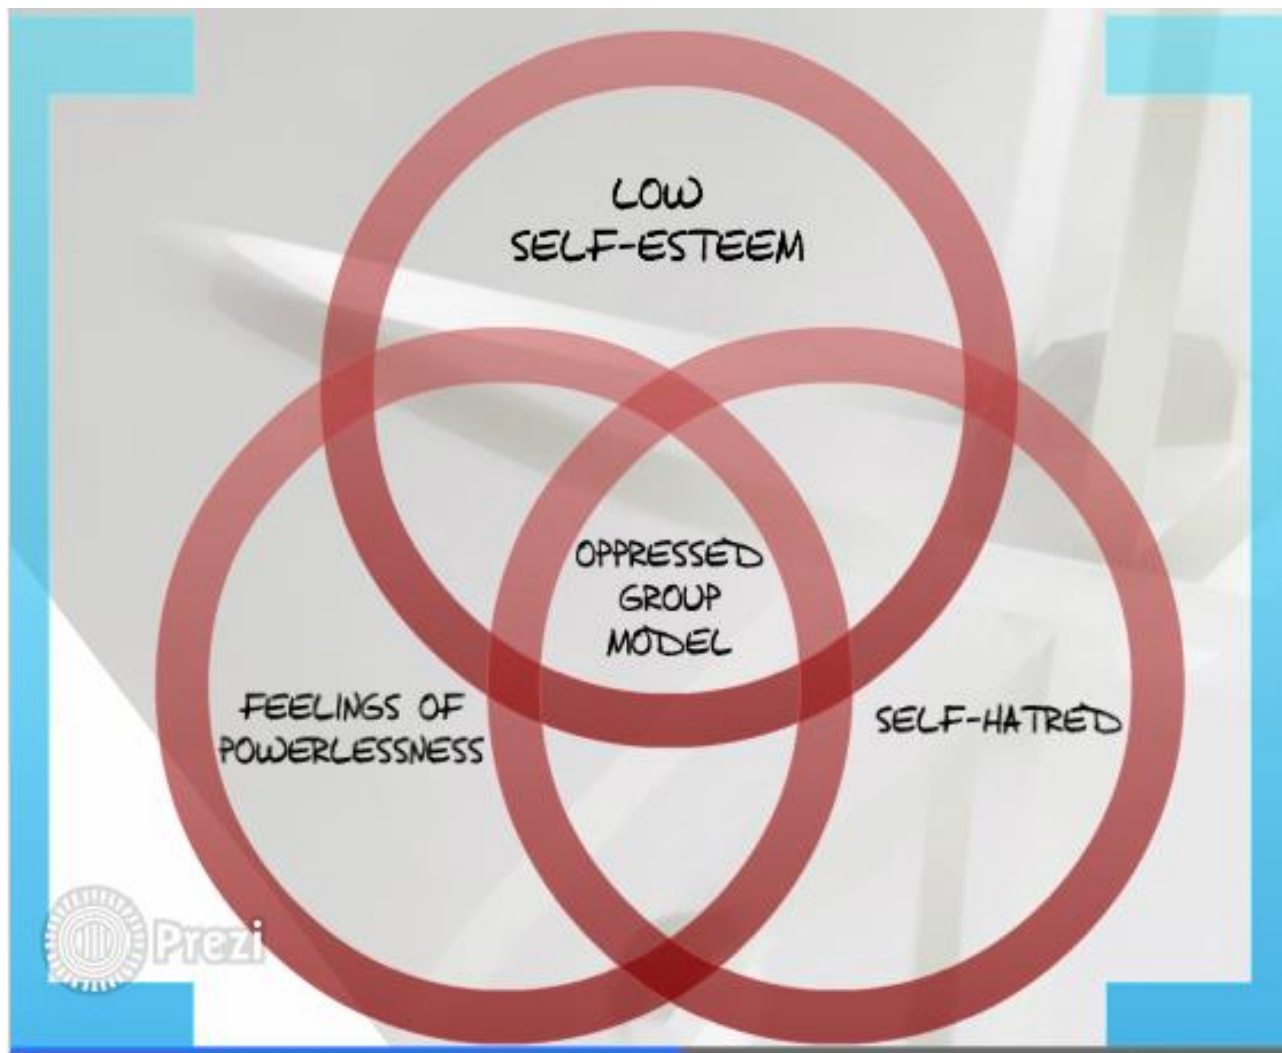 LOW
SELF-ESTEEM
OPPRESSED
GROUP
MODEL
FEELINGS OF
POWERLESSNESS
SELF-HATRED
Prezi